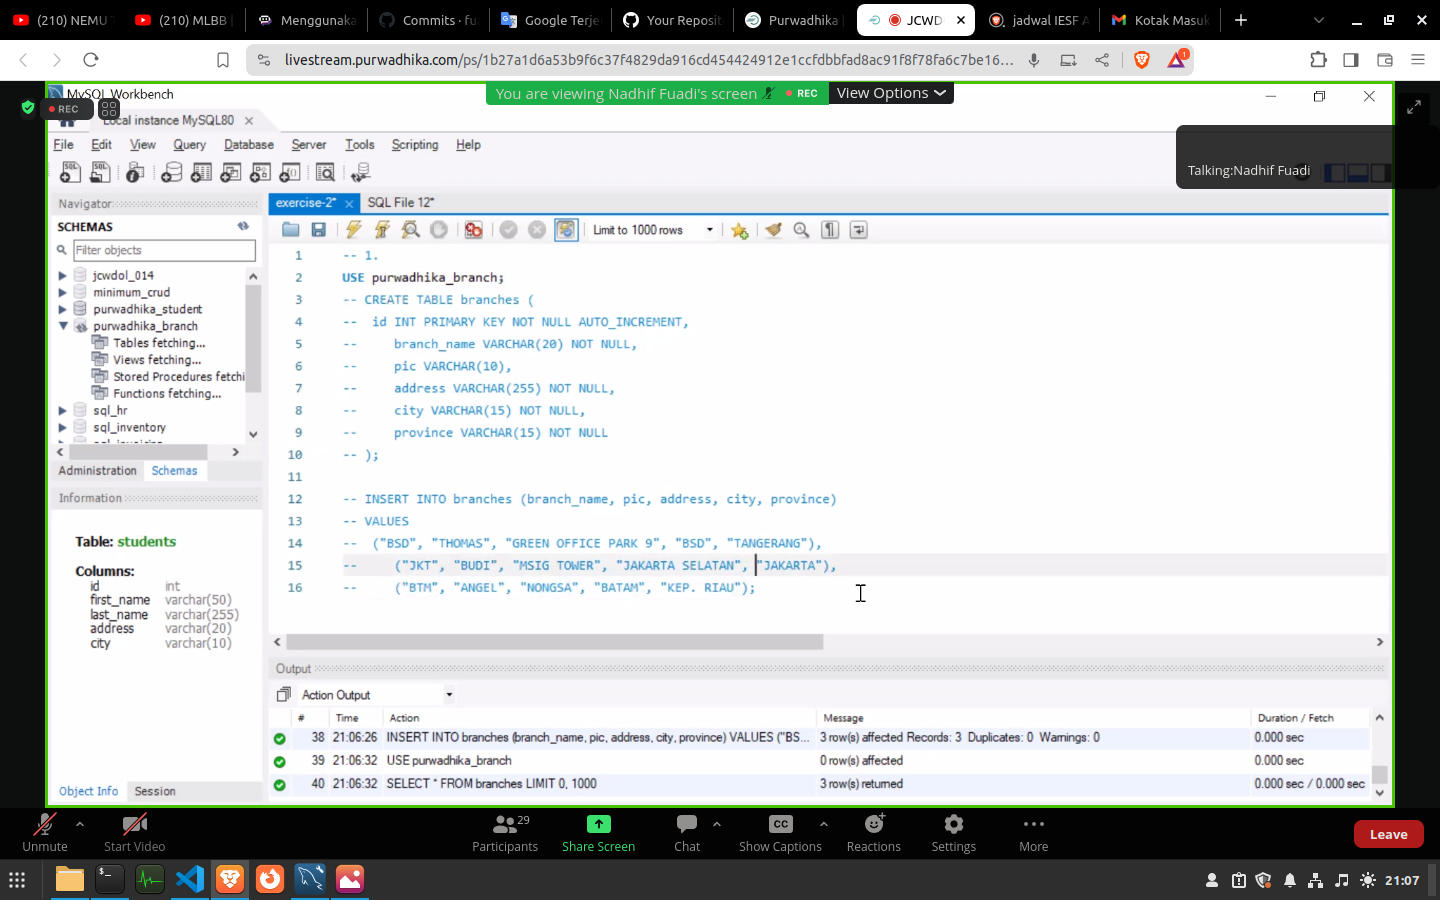 (210) NEMU T
(210) MLBB
Menggunaka
Commits · fu
Google Terje
Your Reposit
Purwadhika
JCWD
jadwal IESF A
Kotak Masuk
livestream.purwadhika.com/ps/1b27a1d6a53b9f6c37f4829da916cd454424912e1ccfdbbfad8ac91f8f78fa6c7be16...
1
MySQL Workbench
REC
You are viewing Nadhif Fuadi's screen
REC
View Options
Local instance MySQL80
File Edit View Query Database Server Tools Scripting Help
Talking:Nadhif Fuadi
Navigator
SCHEMAS
Filter objects
jcwdol_014
minimum_crud
purwadhika_student
purwadhika_branch
Tables fetching...
Views fetching...
Stored Procedures fetchi
Functions fetching...
sql_hr
sql_inventory
sql_invoicing
Administration Schemas
Information
Table: students
Columns:
id int
first_name varchar(50)
last_name varchar(255)
address varchar(20)
city varchar(10)
Object Info Session
exercise-2* SQL File 12*
Limit to 1000 rows
1 -- 1.
2 USE purwadhika_branch;
3 -- CREATE TABLE branches (
4 -- id INT PRIMARY KEY NOT NULL AUTO_INCREMENT,
5 -- branch_name VARCHAR(20) NOT NULL,
6 -- pic VARCHAR(10),
7 -- address VARCHAR(255) NOT NULL,
8 -- city VARCHAR(15) NOT NULL,
9 -- province VARCHAR(15) NOT NULL
10 -- );
11
12 -- INSERT INTO branches (branch_name, pic, address, city, province)
13 -- VALUES
14 -- ("BSD", "THOMAS", "GREEN OFFICE PARK 9", "BSD", "TANGERANG"),
15 -- ("JKT", "BUDI", "MSIG TOWER", "JAKARTA SELATAN", "JAKARTA"),
16 -- ("BTM", "ANGEL", "NONGSA", "BATAM", "KEP. RIAU");
Output
Action Output
# Time Action Message Duration / Fetch
38 21:06:26 INSERT INTO branches (branch_name, pic, address, city, province) VALUES ("BS... 3 row(s) affected Records: 3 Duplicates: 0 Warnings: 0 0.000 sec
39 21:06:32 USE purwadhika_branch 0 row(s) affected 0.000 sec
40 21:06:32 SELECT * FROM branches LIMIT 0, 1000 3 row(s) returned 0.000 sec / 0.000 sec
Unmute
Start Video
29
Participants
Share Screen
Chat
CC
Show Captions
Reactions
Settings
More
Leave
21:07